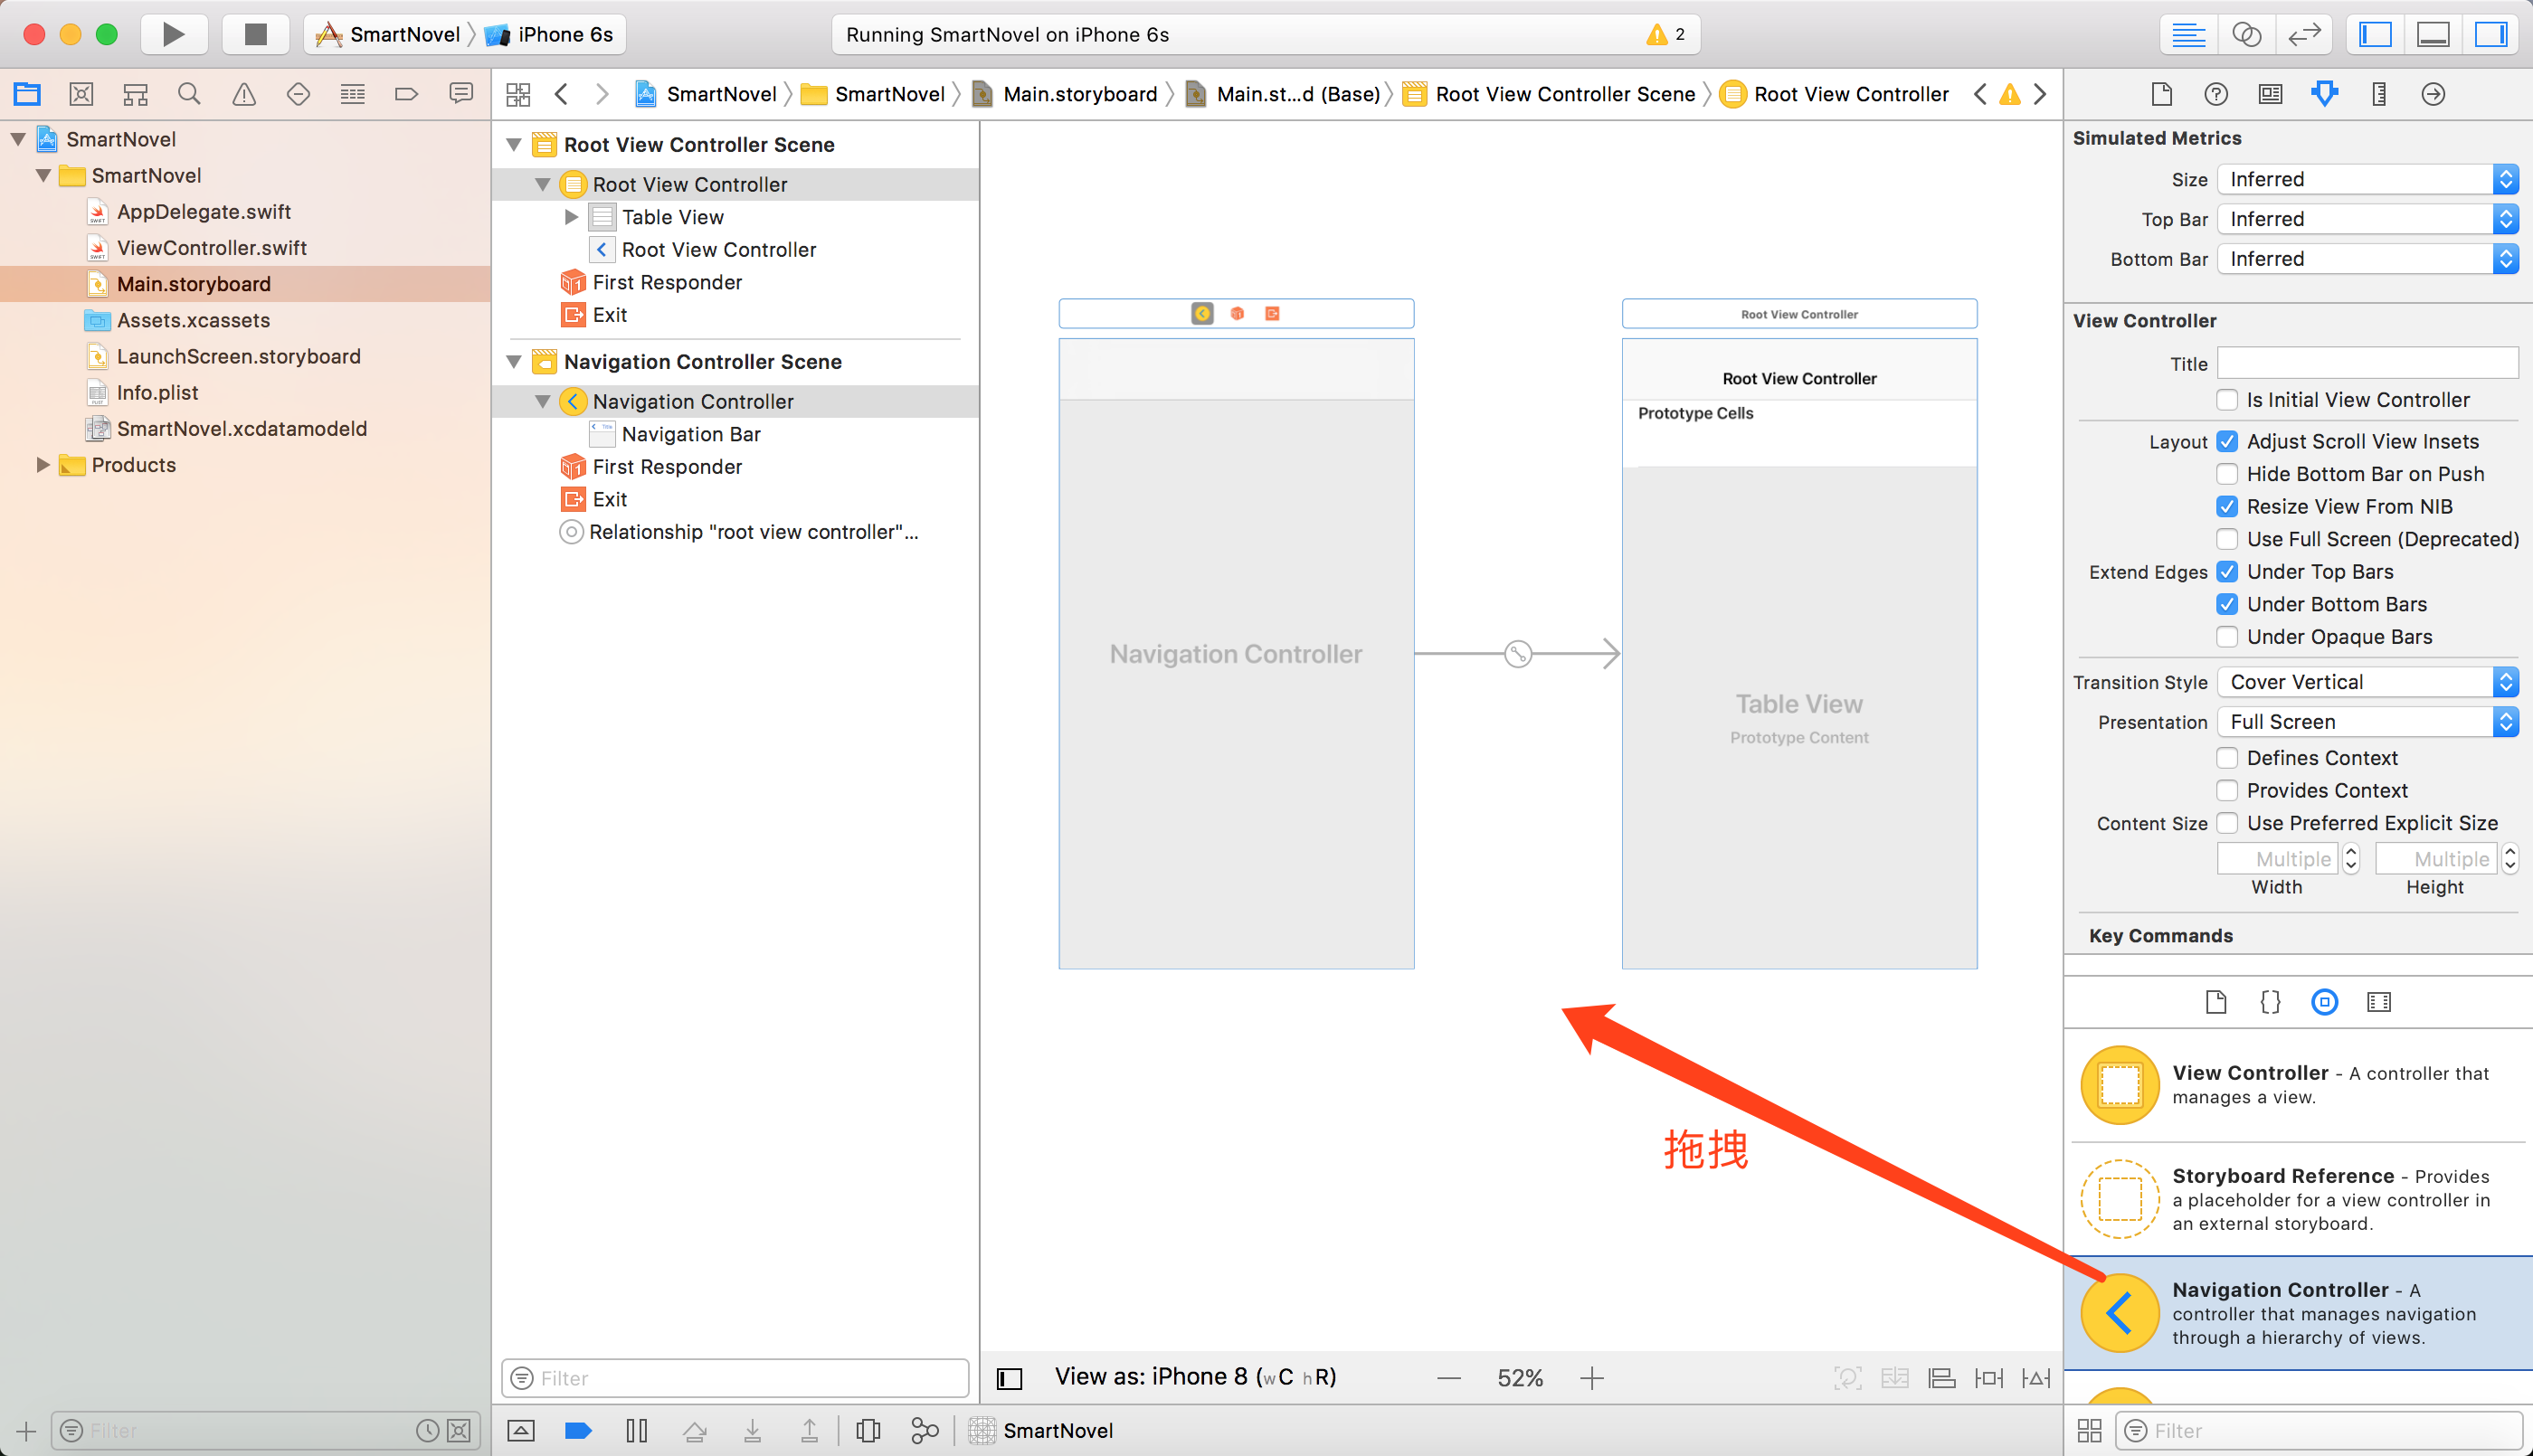 SmartNovel
iPhone 6s
Running SmartNovel on iPhone 6s
2
SmartNovel
SmartNovel
Main.storyboard
Main.st...d (Base)
Root View Controller Scene
Root View Controller
SmartNovel
SmartNovel
AppDelegate.swift
ViewController.swift
Main.storyboard
Assets.xcassets
LaunchScreen.storyboard
Info.plist
SmartNovel.xcdatamodeld
Products
Filter
Root View Controller Scene
Root View Controller
Table View
Root View Controller
First Responder
Exit
Navigation Controller Scene
Navigation Controller
Navigation Bar
First Responder
Exit
Relationship "root view controller"...
Filter
Navigation Controller
Root View Controller
Root View Controller
Prototype Cells
Table View
Prototype Content
拖拽
View as: iPhone 8 (wC hR)
52%
SmartNovel
Simulated Metrics
Size Inferred
Top Bar Inferred
Bottom Bar Inferred
View Controller
Title
Is Initial View Controller
Layout Adjust Scroll View Insets
Hide Bottom Bar on Push
Resize View From NIB
Use Full Screen (Deprecated)
Extend Edges Under Top Bars
Under Bottom Bars
Under Opaque Bars
Transition Style Cover Vertical
Presentation Full Screen
Defines Context
Provides Context
Content Size Use Preferred Explicit Size
Multiple Multiple
Width Height
Key Commands
View Controller - A controller that
manages a view.
Storyboard Reference - Provides
a placeholder for a view controller in
an external storyboard.
Navigation Controller - A
controller that manages navigation
through a hierarchy of views.
Filter